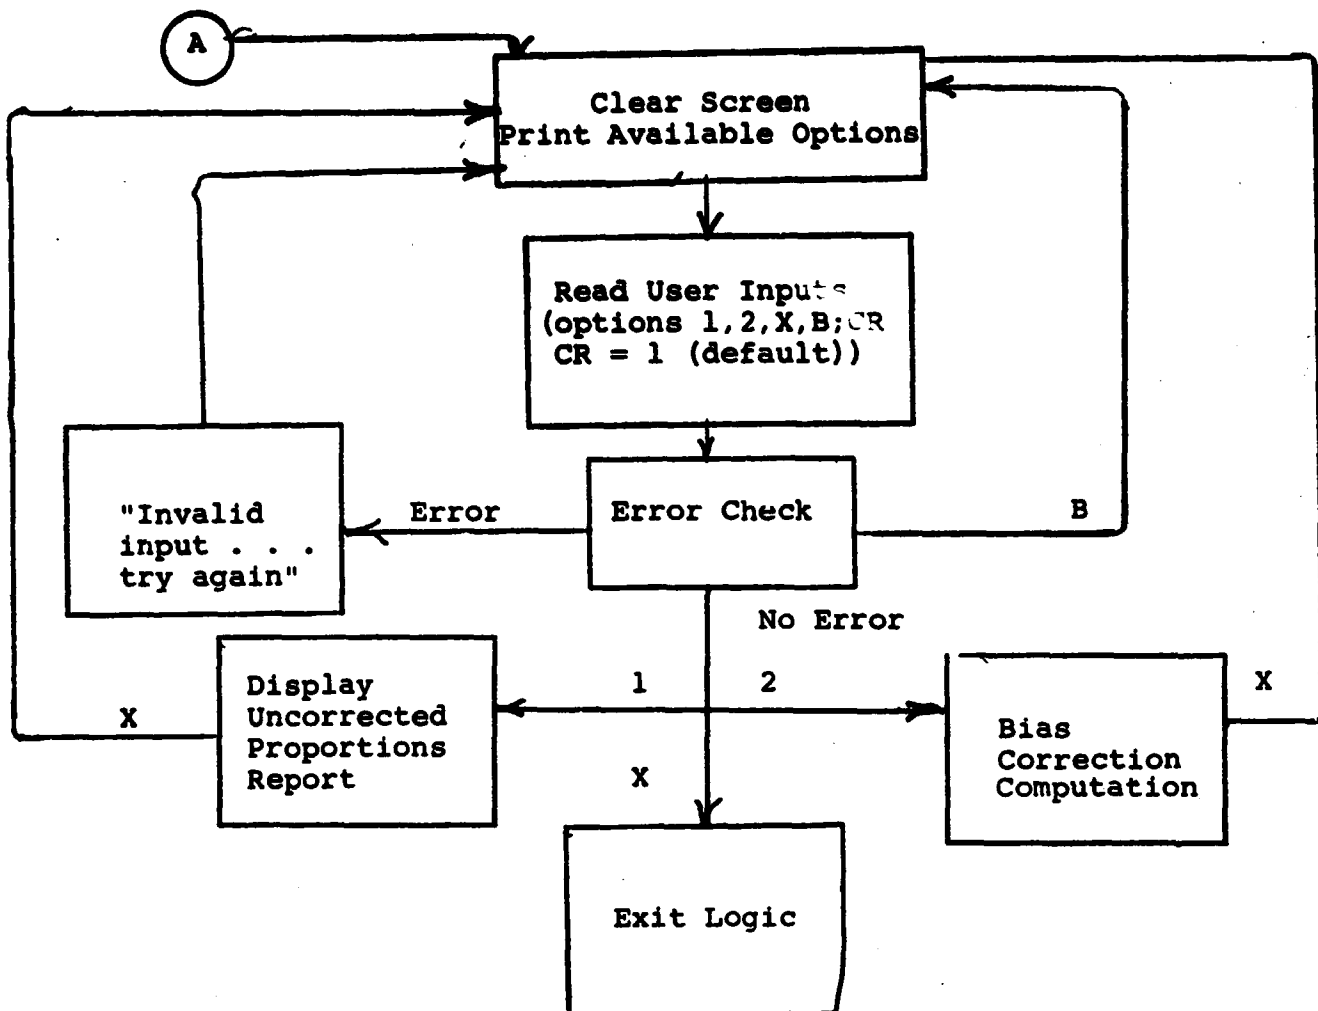 A
Clear Screen
Print Available Options
Read User Inputs
(options 1,2,X,B;CR
CR = 1 (default))
"Invalid
input . . .
try again"
Error
Error Check
B
No Error
Display
Uncorrected
Proportions
Report
X
1
2
X
Bias
Correction
Computation
X
Exit Logic